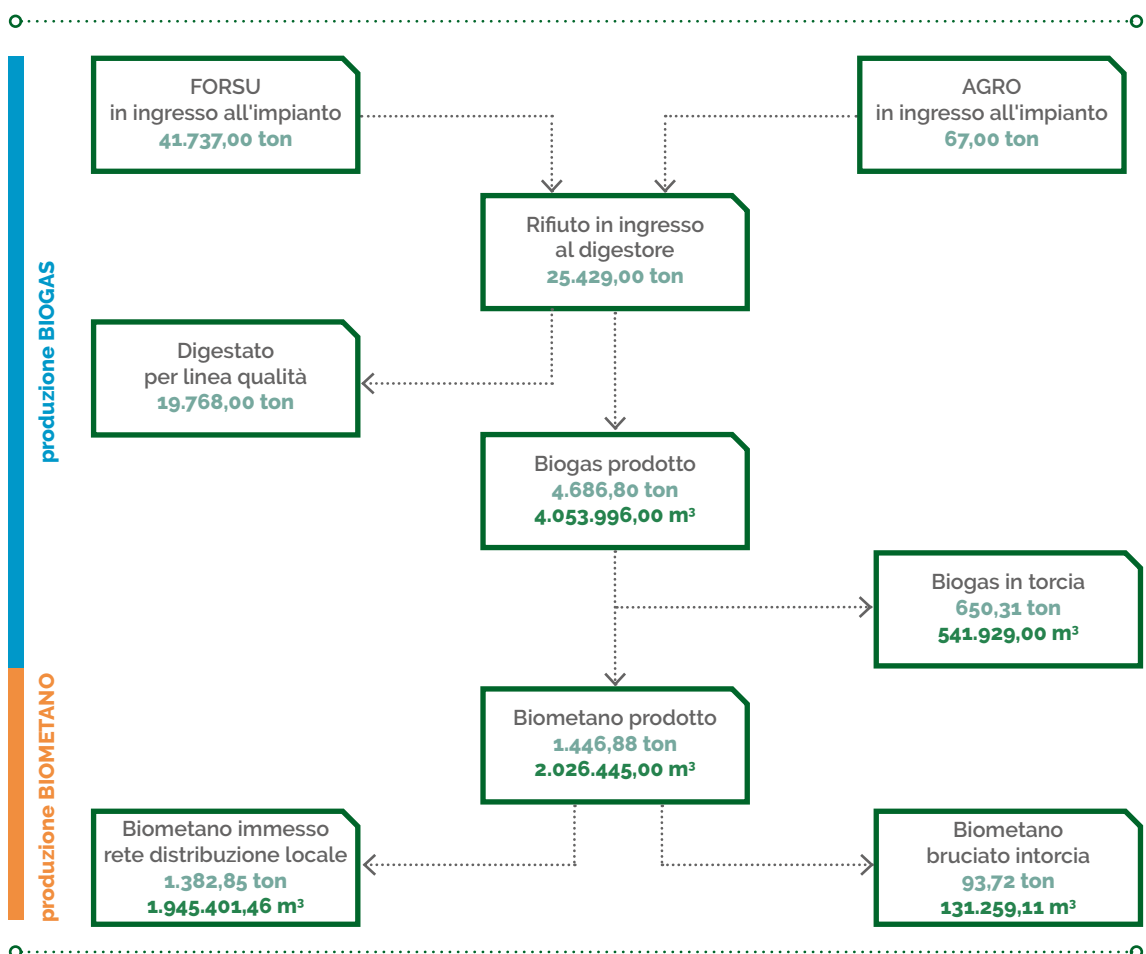 FORSU
in ingresso all'impianto
41.737,00 ton
AGRO
in ingresso all'impianto
67,00 ton
Rifiuto in ingresso
al digestore
25.429,00 ton
produzione BIOGAS
Digestato
per linea qualità
19.768,00 ton
Biogas prodotto
4.686,80 ton
4.053.996,00 m³
Biogas in torcia
650,31 ton
541.929,00 m³
produzione BIOMETANO
Biometano prodotto
1.446,88 ton
2.026.445,00 m³
Biometano immesso
rete distribuzione locale
1.382,85 ton
1.945.401,46 m³
Biometano
bruciato intorcia
93,72 ton
131.259,11 m³